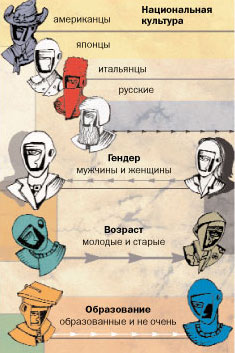 американцы
Национальная
культура
японцы
итальянцы
русские
Гендер
мужчины и женщины
Возраст
молодые и старые
Образование
образованные и не очень